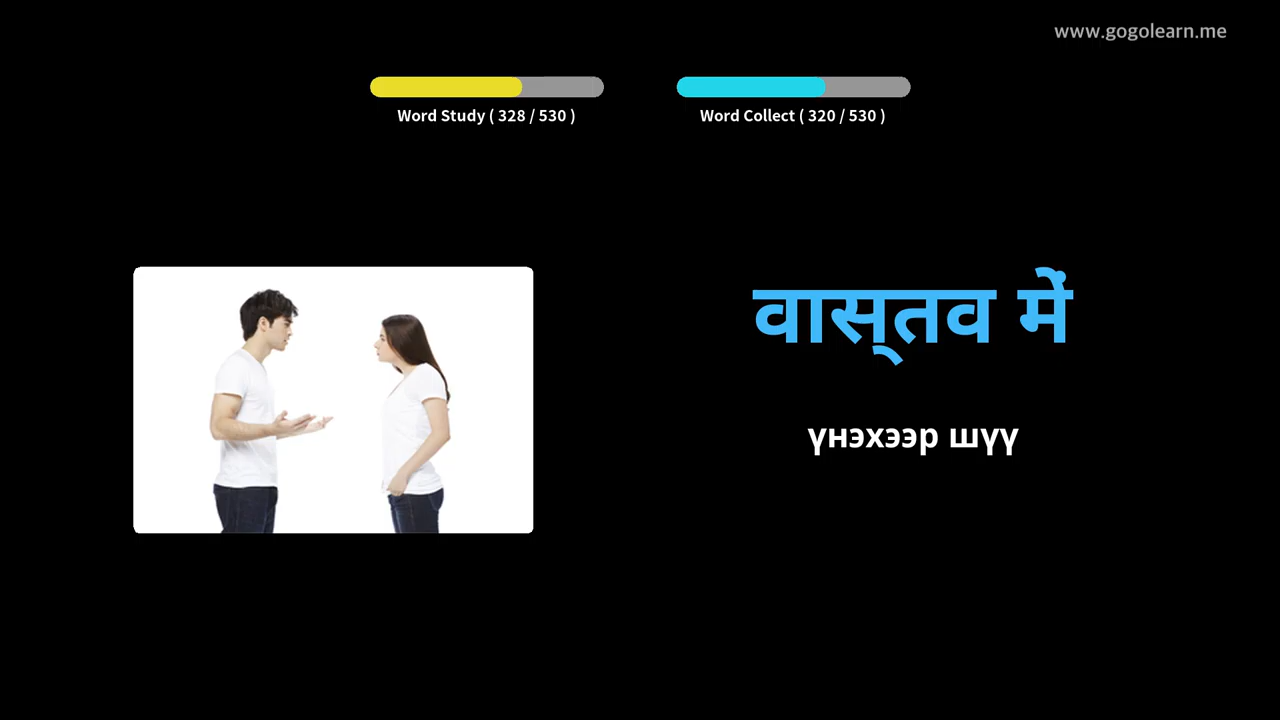 www.gogolearn.me
Word Study ( 328 / 530 )
Word Collect ( 320 / 530 )
वास्तव में
үнэхээр шүү